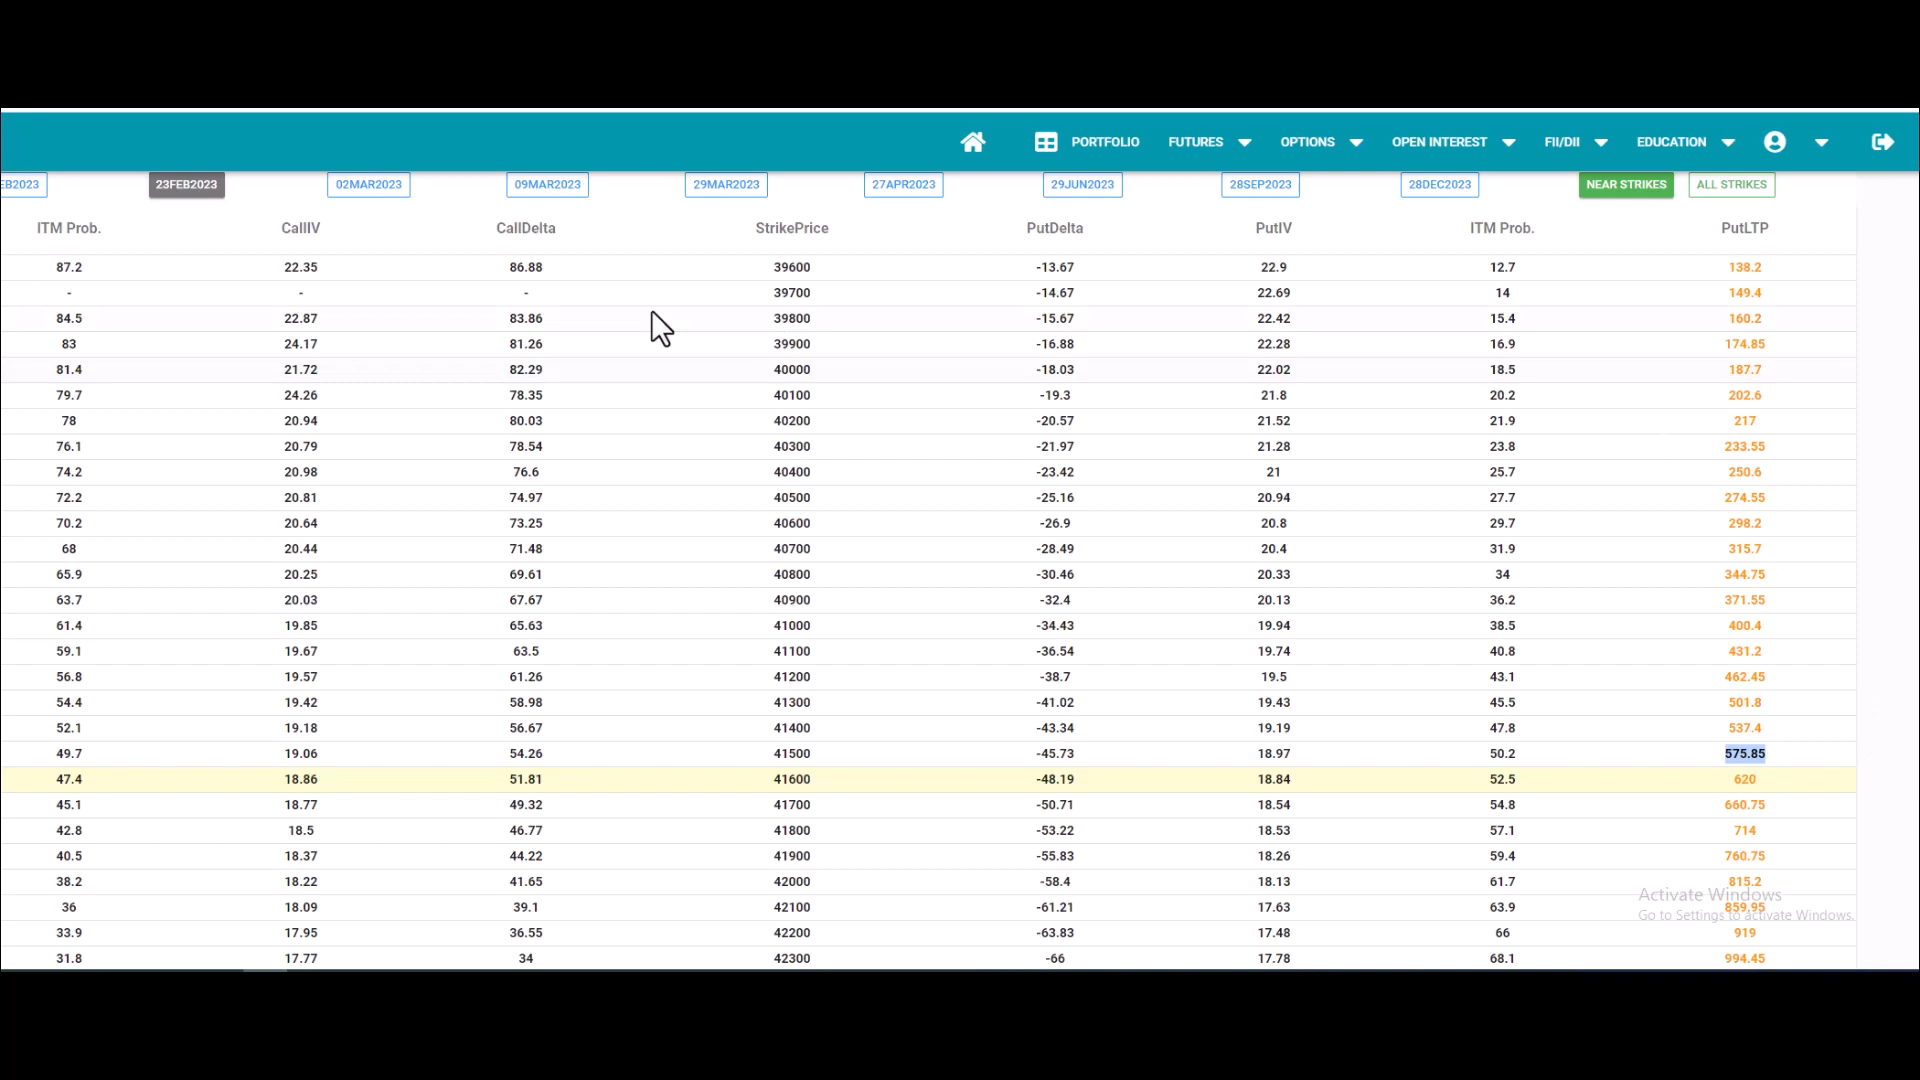 PORTFOLIO FUTURES OPTIONS OPEN INTEREST FII/DII EDUCATION
EB2023 23FEB2023 02MAR2023 09MAR2023 29MAR2023 27APR2023 29JUN2023 28SEP2023 28DEC2023 NEAR STRIKES ALL STRIKES
ITM Prob. CallIV CallDelta StrikePrice PutDelta PutIV ITM Prob. PutLTP
87.2 22.35 86.88 39600 -13.67 22.9 12.7 138.2
- - - 39700 -14.67 22.69 14 149.4
84.5 22.87 83.86 39800 -15.67 22.42 15.4 160.2
83 24.17 81.26 39900 -16.88 22.28 16.9 174.85
81.4 21.72 82.29 40000 -18.03 22.02 18.5 187.7
79.7 24.26 78.35 40100 -19.3 21.8 20.2 202.6
78 20.94 80.03 40200 -20.57 21.52 21.9 217
76.1 20.79 78.54 40300 -21.97 21.28 23.8 233.55
74.2 20.98 76.6 40400 -23.42 21 25.7 250.6
72.2 20.81 74.97 40500 -25.16 20.94 27.7 274.55
70.2 20.64 73.25 40600 -26.9 20.8 29.7 298.2
68 20.44 71.48 40700 -28.49 20.4 31.9 315.7
65.9 20.25 69.61 40800 -30.46 20.33 34 344.75
63.7 20.03 67.67 40900 -32.4 20.13 36.2 371.55
61.4 19.85 65.63 41000 -34.43 19.94 38.5 400.4
59.1 19.67 63.5 41100 -36.54 19.74 40.8 431.2
56.8 19.57 61.26 41200 -38.7 19.5 43.1 462.45
54.4 19.42 58.98 41300 -41.02 19.43 45.5 501.8
52.1 19.18 56.67 41400 -43.34 19.19 47.8 537.4
49.7 19.06 54.26 41500 -45.73 18.97 50.2 575.85
47.4 18.86 51.81 41600 -48.19 18.84 52.5 620
45.1 18.77 49.32 41700 -50.71 18.54 54.8 660.75
42.8 18.5 46.77 41800 -53.22 18.53 57.1 714
40.5 18.37 44.22 41900 -55.83 18.26 59.4 760.75
38.2 18.22 41.65 42000 -58.4 18.13 61.7 815.2
Activate Windows
36 18.09 39.1 42100 -61.21 17.63 63.9 859.95
Go to Settings to activate Windows.
33.9 17.95 36.55 42200 -63.83 17.48 66 919
31.8 17.77 34 42300 -66 17.78 68.1 994.45